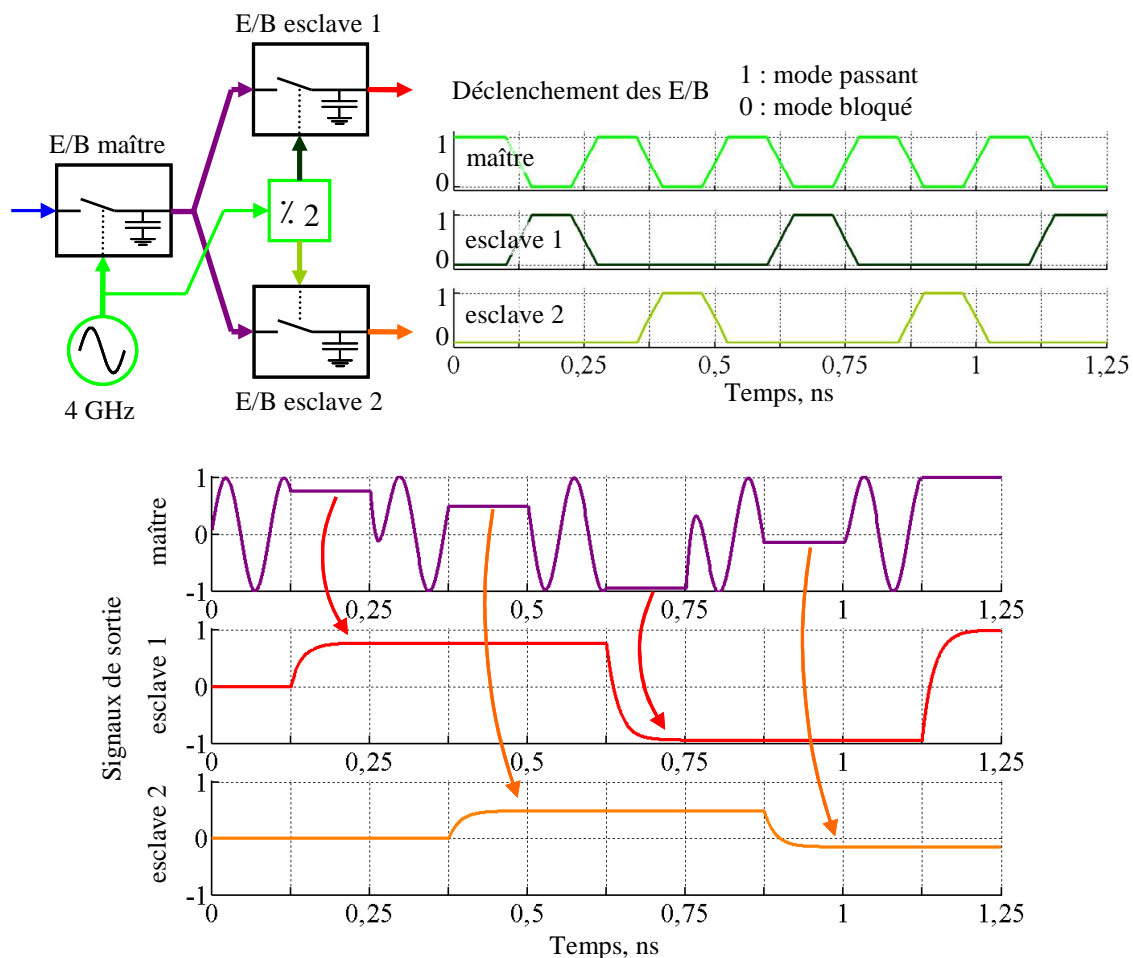 E/B esclave 1
E/B maître
٪ 2
4 GHz
E/B esclave 2
Déclenchement des E/B
1 : mode passant
0 : mode bloqué
1
maître
0
1
esclave 1
0
1
esclave 2
0
0 0,25 0,5 0,75 1 1,25
Temps, ns
Signaux de sortie
maître
1
0
-1
0 0,25 0,5 0,75 1 1,25
esclave 1
1
0
-1
0 0,25 0,5 0,75 1 1,25
esclave 2
1
0
-1
0 0,25 0,5 0,75 1 1,25
Temps, ns